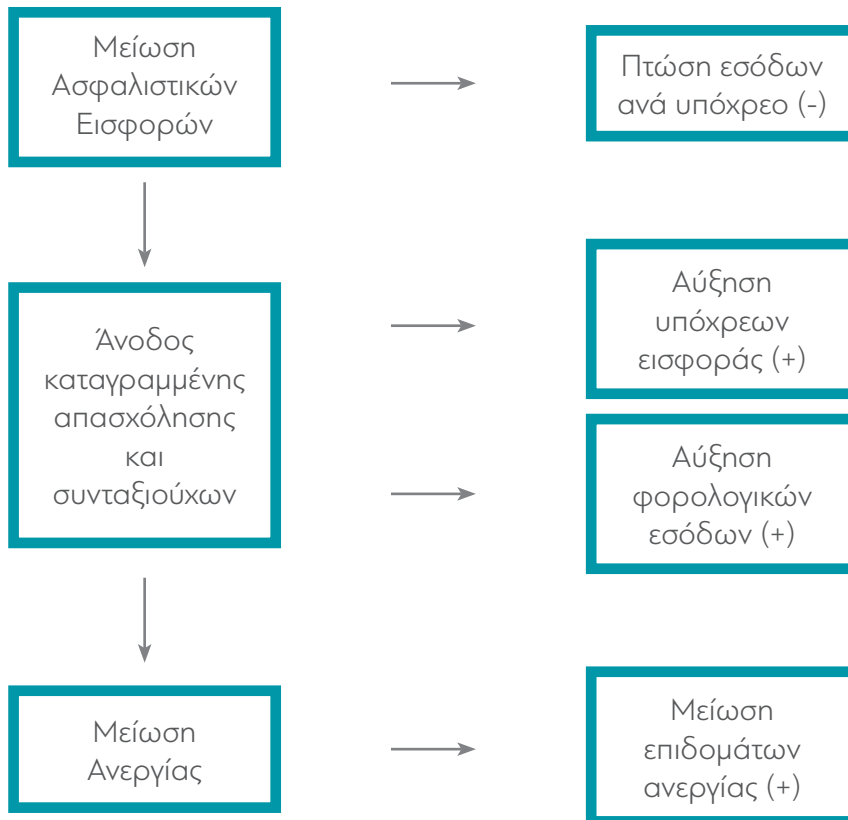 Μείωση
Ασφαλιστικών
Εισφορών
Πτώση εσόδων
ανά υπόχρεο (-)
Άνοδος
καταγραμμένης
απασχόλησης
και
συνταξιούχων
Αύξηση
υπόχρεων
εισφοράς (+)
Αύξηση
φορολογικών
εσόδων (+)
Μείωση
Ανεργίας
Μείωση
επιδομάτων
ανεργίας (+)